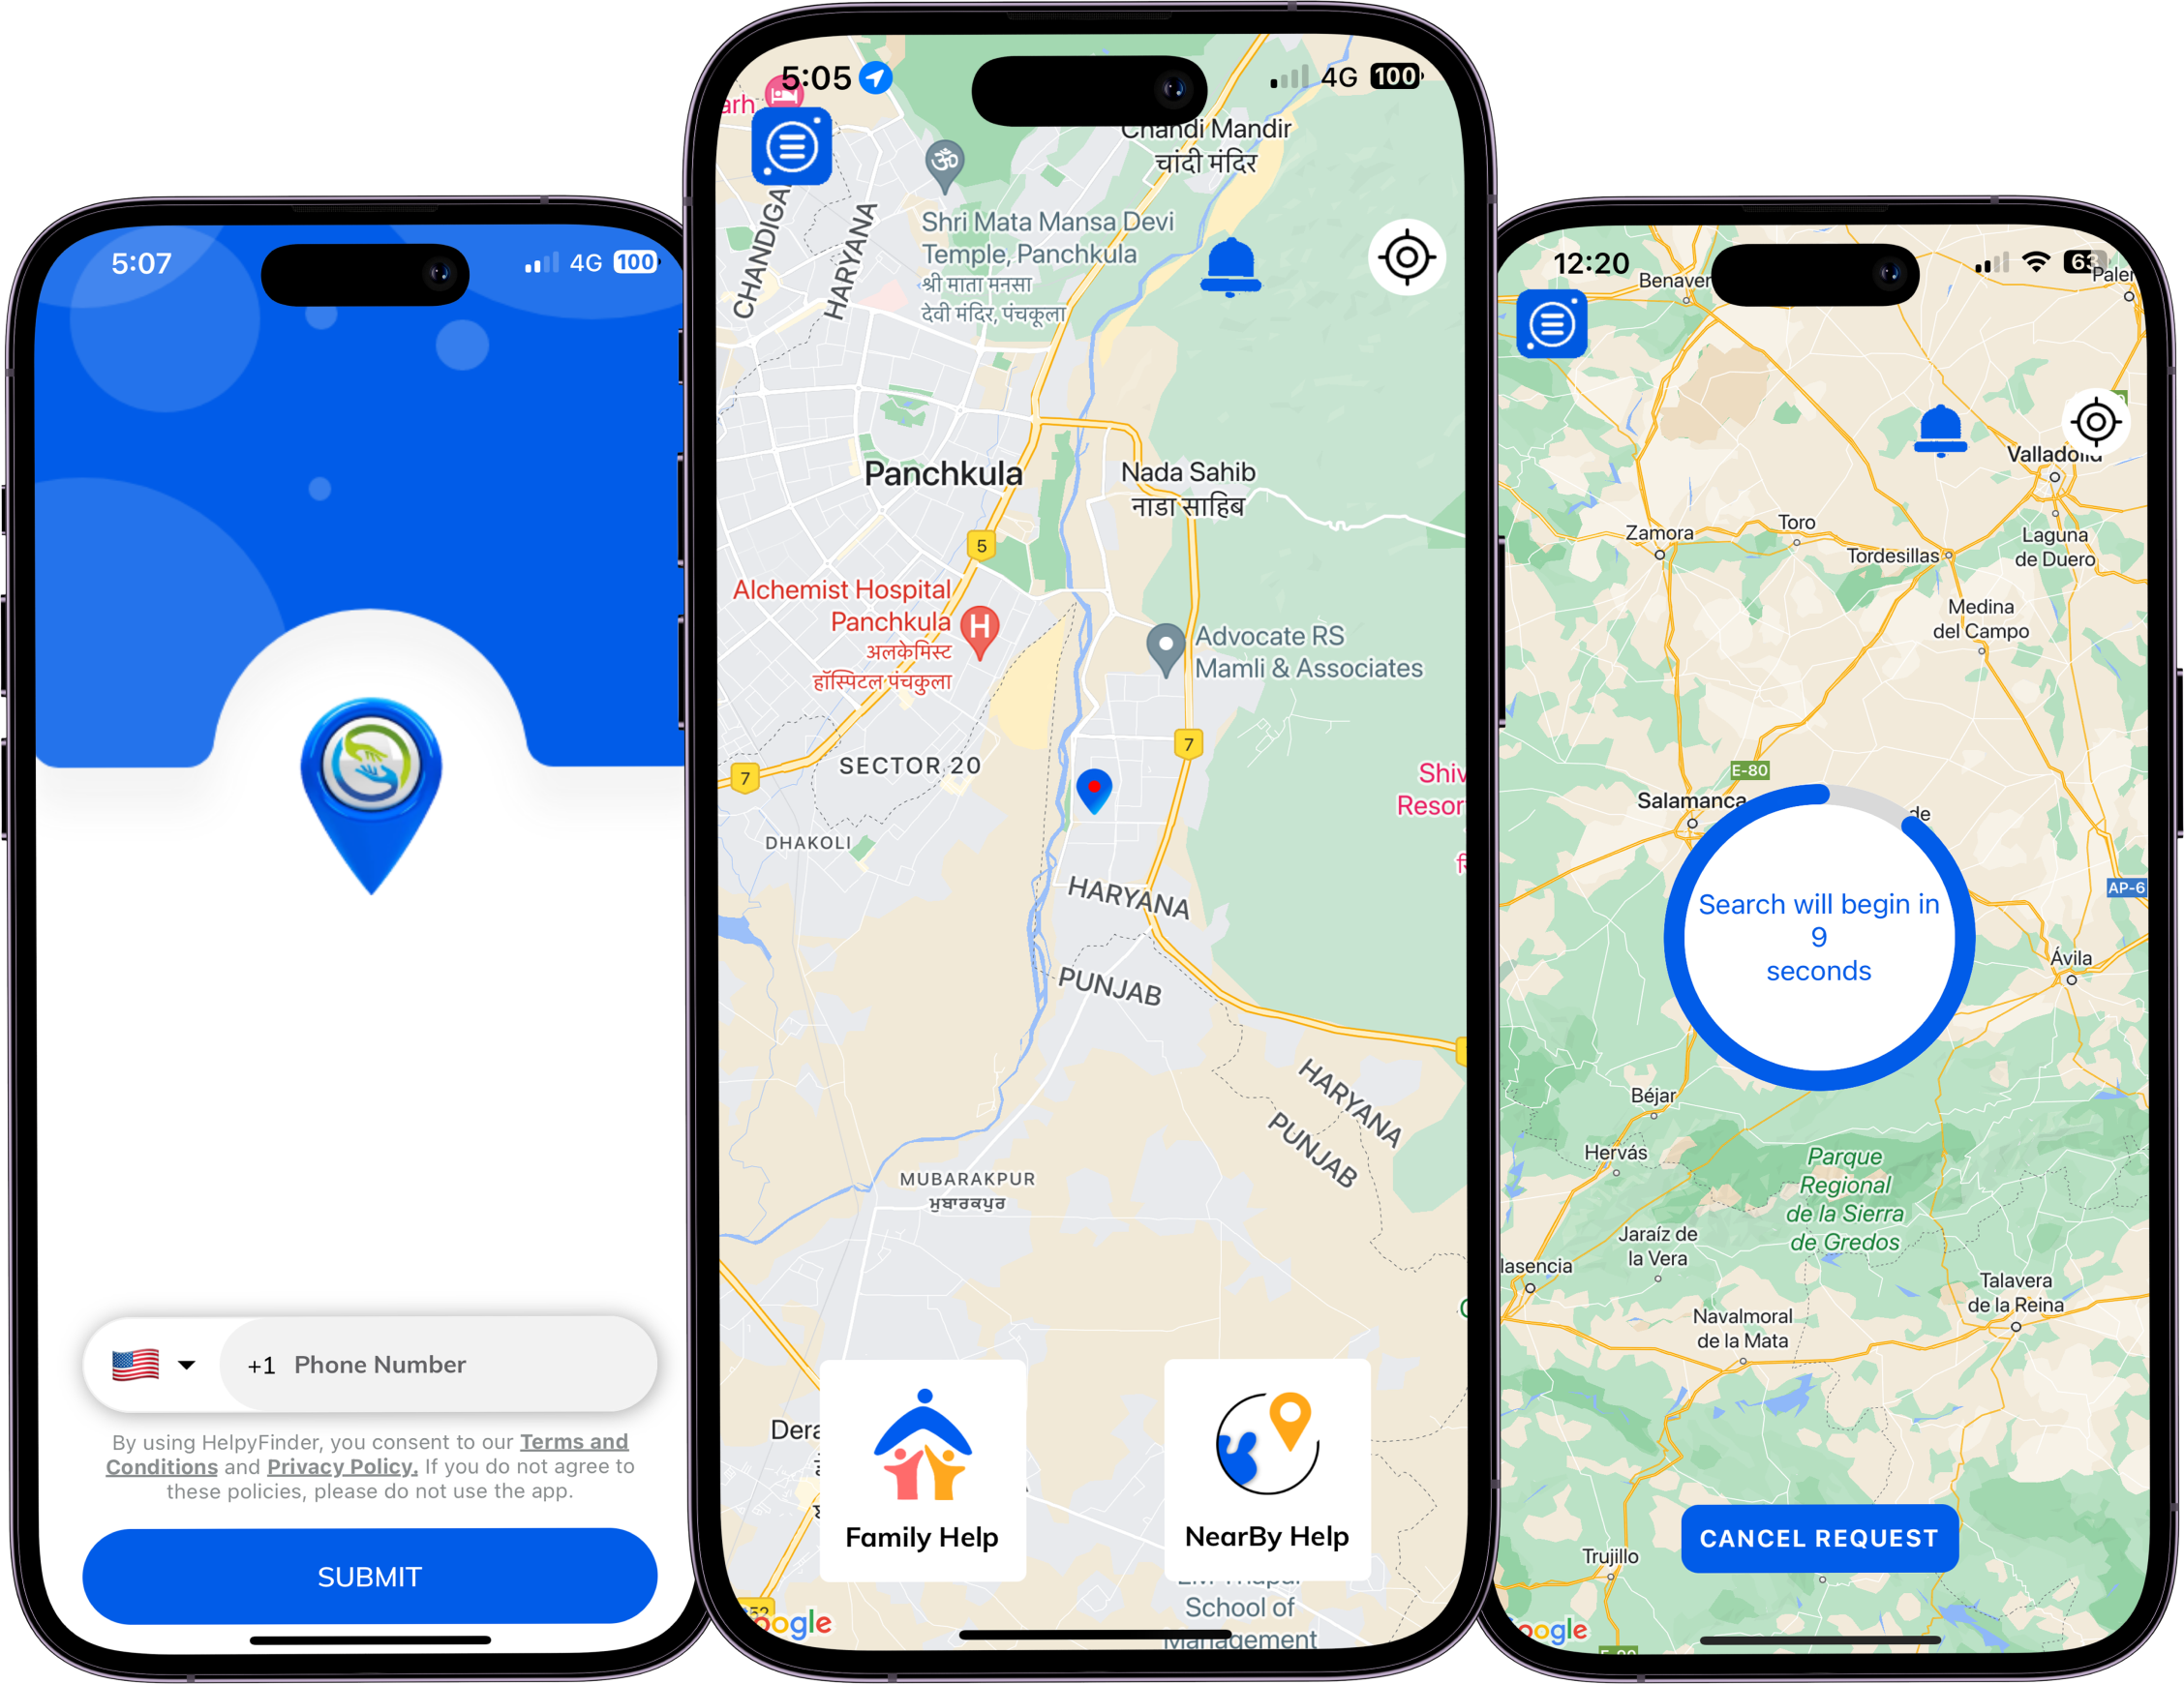 5:07
4G 100
+1 Phone Number
By using HelpyFinder, you consent to our Terms and
Conditions and Privacy Policy. If you do not agree to
these policies, please do not use the app.
SUBMIT
5:05
4G 100
arh
Chandi Mandir
चांदी मंदिर
CHANDIGA
HARYANA
ॐ
Shri Mata Mansa Devi
Temple, Panchkula
श्री माता मनसा
देवी मंदिर, पंचकूला
Panchkula
Nada Sahib
नाडा साहिब
5
Alchemist Hospital
Panchkula
अलकेमिस्ट
हॉस्पिटल पंचकुला
H
Advocate RS
Mamli & Associates
7
SECTOR 20
7
Shiv
Resor
DHAKOLI
HARYANA
PUNJAB
HARYANA
PUNJAB
MUBARAKPUR
ਮੁਬਾਰਕਪੁਰ
Dera
Family Help
NearBy Help
School of
Management
52
oogle
12:20
63
Benaven
Paler
Valladolid
Zamora
Toro
Tordesillas
Laguna
de Duero
Medina
del Campo
E-80
Salamanca
de
AP-6
Search will begin in
9
seconds
Ávila
Béjar
Hervás
Parque
Regional
de la Sierra
de Gredos
Jaraíz de
la Vera
lasencia
Talavera
de la Reina
Navalmoral
de la Mata
CANCEL REQUEST
Trujillo
oogle